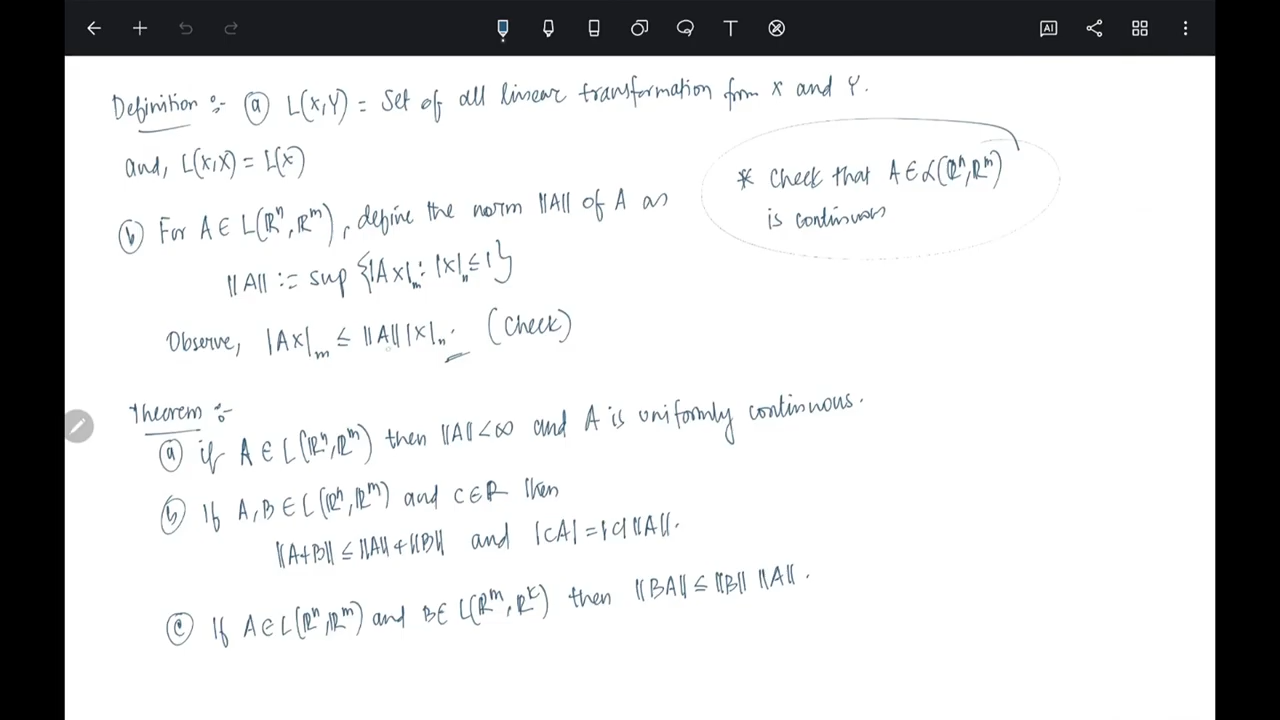 Definition :- (a) L(X,Y) = Set of all linear transformation from X and Y.
and, L(X,X) = L(X)
* Check that A ∈ L(ℝⁿ,ℝᵐ)
is continuous
(b) For A ∈ L(ℝⁿ,ℝᵐ), define the norm ||A|| of A as
||A|| := sup {|Ax|ₘ : |x|ₙ ≤ 1}
Observe, |Ax|ₘ ≤ ||A|| |x|ₙ. (Check)
Theorem :-
(a) if A ∈ L(ℝⁿ,ℝᵐ) then ||A|| < ∞ and A is uniformly continuous.
(b) If A, B ∈ L(ℝⁿ,ℝᵐ) and C ∈ ℝ then
||A+B|| ≤ ||A|| + ||B|| and |cA| = |c| ||A||.
(c) If A ∈ L(ℝⁿ,ℝᵐ) and B ∈ L(ℝᵐ,ℝᵏ) then ||BA|| ≤ ||B|| ||A||.